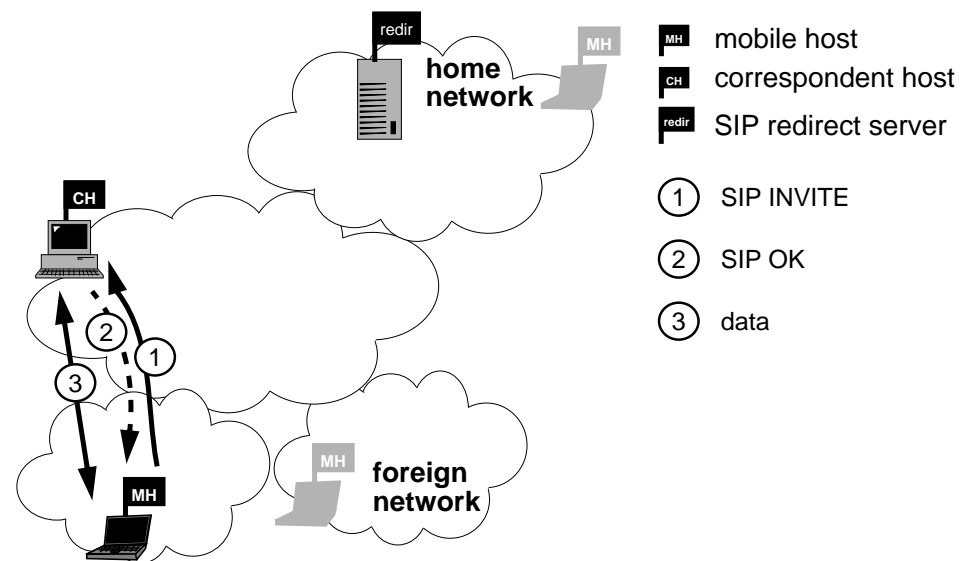 redir
MH
home
network
MH mobile host
CH correspondent host
redir SIP redirect server
1 SIP INVITE
2 SIP OK
3 data
CH
2
1
3
MH
foreign
network
MH